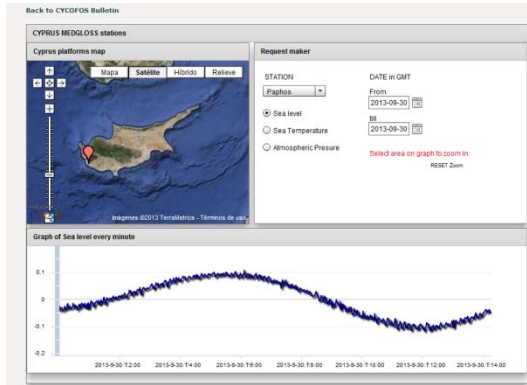 Back to CYCOFOS Bulletin
CYPRUS MEDGLOSS stations
Cyprus platforms map
Mapa Satélite Híbrido Relieve
Imágenes ©2013 TerraMetrics - Términos de uso
Request maker
STATION
Paphos
Sea level
Sea Temperature
Atmospheric Presure
DATE in GMT
From
2013-09-30
till
2013-09-30
Select area on graph to zoom in
RESET Zoom
Graph of Sea level every minute
0.1
0
-0.1
-0.2
2013-9-30:T2:00 2013-9-30:T4:00 2013-9-30:T6:00 2013-9-30:T8:00 2013-9-30:T10:00 2013-9-30:T12:00 2013-9-30:T14:00